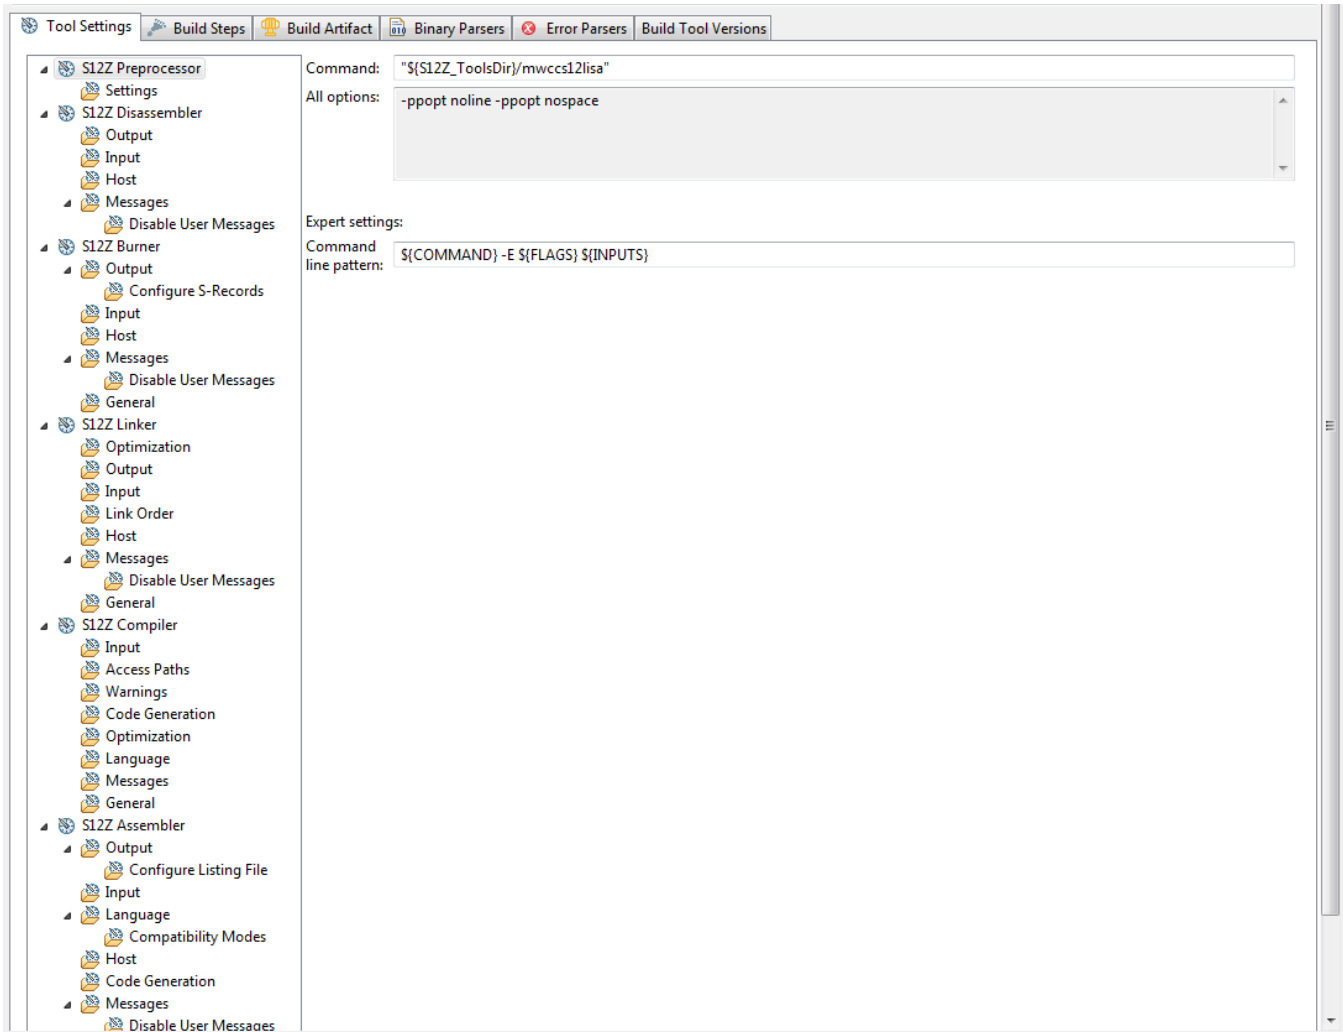 Tool Settings Build Steps Build Artifact Binary Parsers Error Parsers Build Tool Versions
S12Z Preprocessor
Settings
S12Z Disassembler
Output
Input
Host
Messages
Disable User Messages
S12Z Burner
Output
Configure S-Records
Input
Host
Messages
Disable User Messages
General
S12Z Linker
Optimization
Output
Input
Link Order
Host
Messages
Disable User Messages
General
S12Z Compiler
Input
Access Paths
Warnings
Code Generation
Optimization
Language
Messages
General
S12Z Assembler
Output
Configure Listing File
Input
Language
Compatibility Modes
Host
Code Generation
Messages
Disable User Messages
Command: "${S12Z_ToolsDir}/mwccs12lisa"
All options: -ppopt noline -ppopt nospace
Expert settings:
Command
line pattern: ${COMMAND} -E ${FLAGS} ${INPUTS}